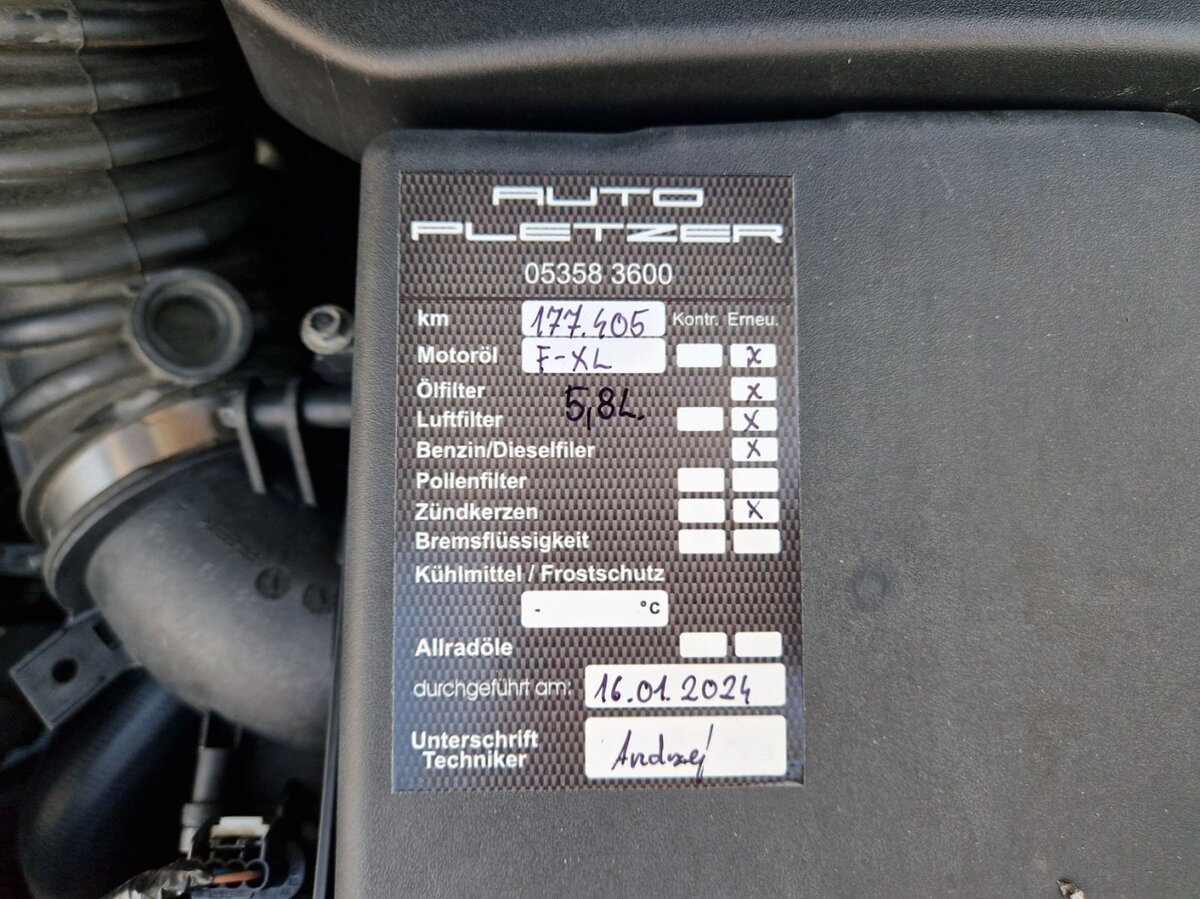 AUTO
PLETZER
05358 3600
km 177.405 Kontr. Erneu.
Motoröl F-XL x
Ölfilter x
5,8L.
Luftfilter x
Benzin/Dieselfiler x
Pollenfilter
Zündkerzen x
Bremsflüssigkeit
Kühlmittel / Frostschutz
- °C
Allradöle
durchgeführt am: 16.01.2024
Unterschrift
Techniker Andrzej